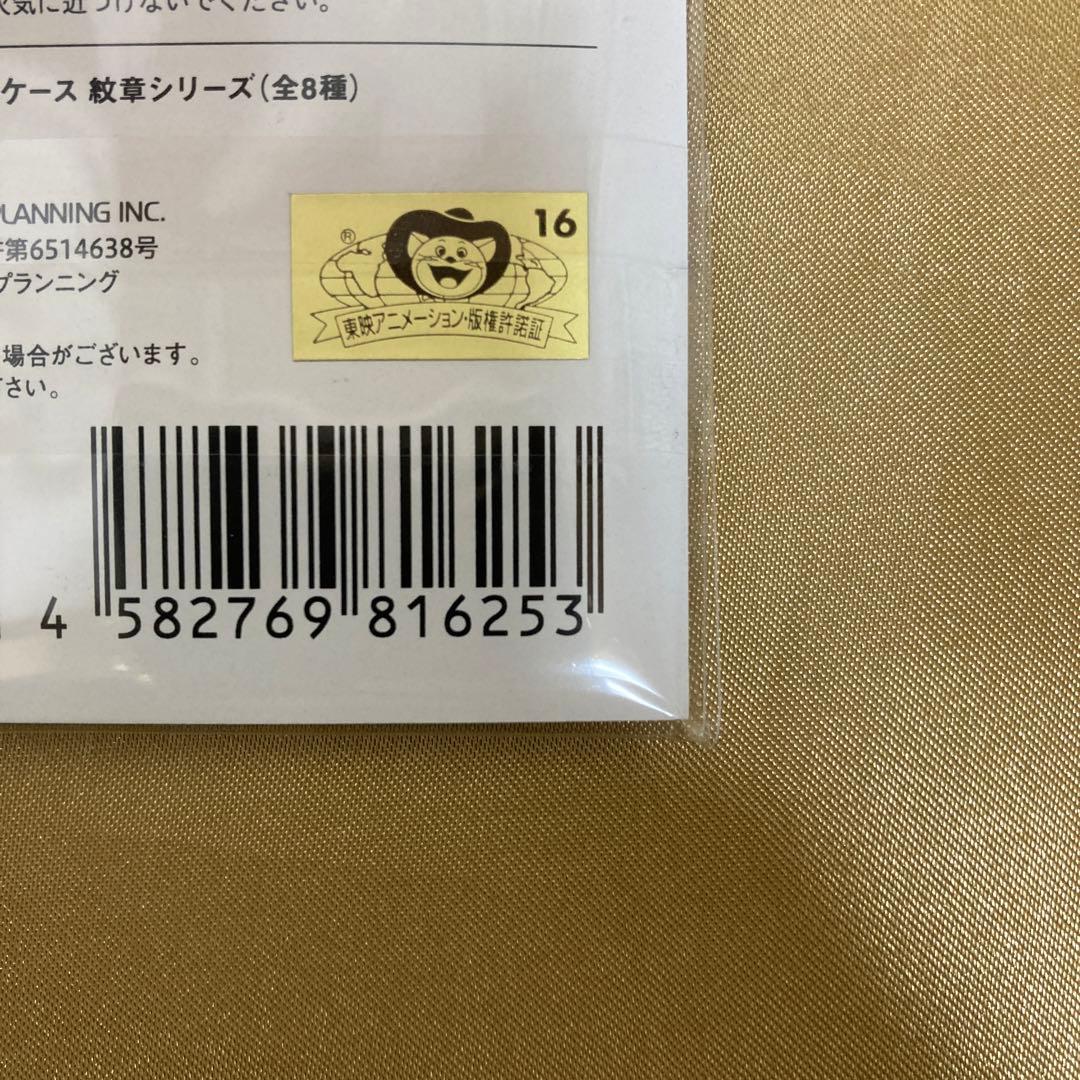 火気に近づけないでください。
ケース 紋章シリーズ(全8種)
PLANNING INC.
許第6514638号
プランニング
場合がございます。
ださい。
16
®
東映アニメーション・版権許諾証
4 582769 816253